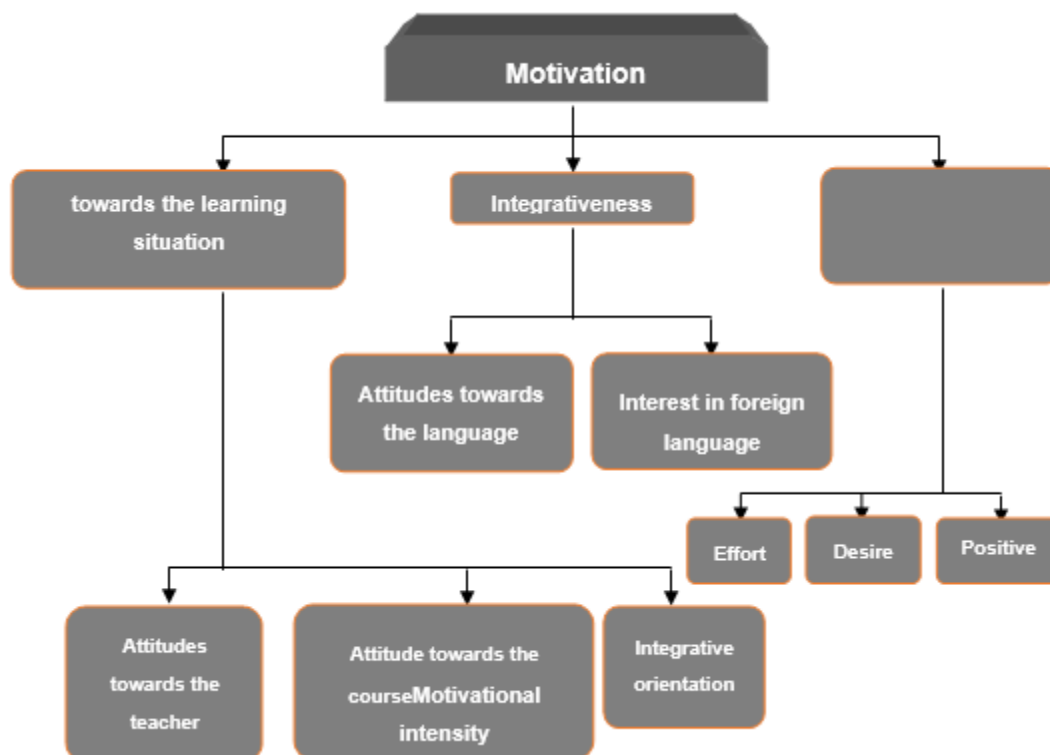 Motivation
towards the learning
situation
Integrativeness
Attitudes towards
the language
Interest in foreign
language
Effort
Desire
Positive
Attitudes
towards the
teacher
Attitude towards the
courseMotivational
intensity
Integrative
orientation